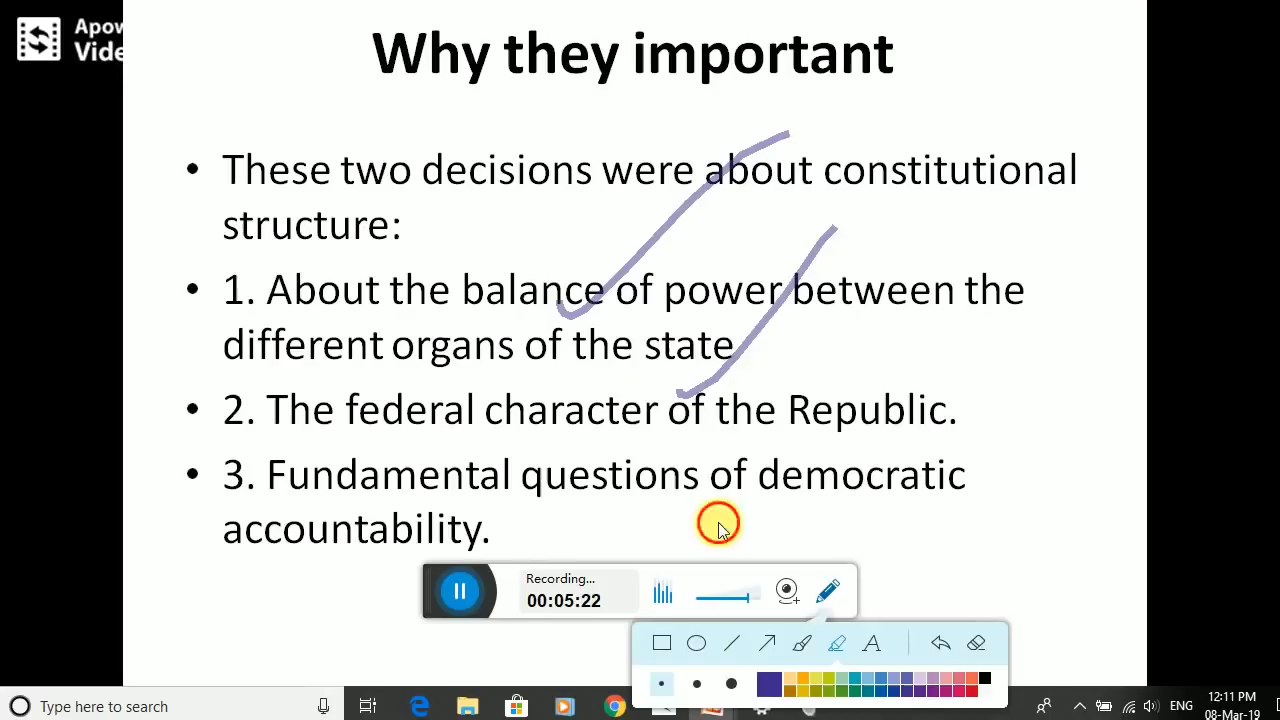 Apow
Vide
Why they important
• These two decisions were about constitutional
structure:
• 1. About the balance of power between the
different organs of the state
• 2. The federal character of the Republic.
• 3. Fundamental questions of democratic
accountability.
Recording...
00:05:22
A
Type here to search
ENG
12:11 PM
08-Mar-19